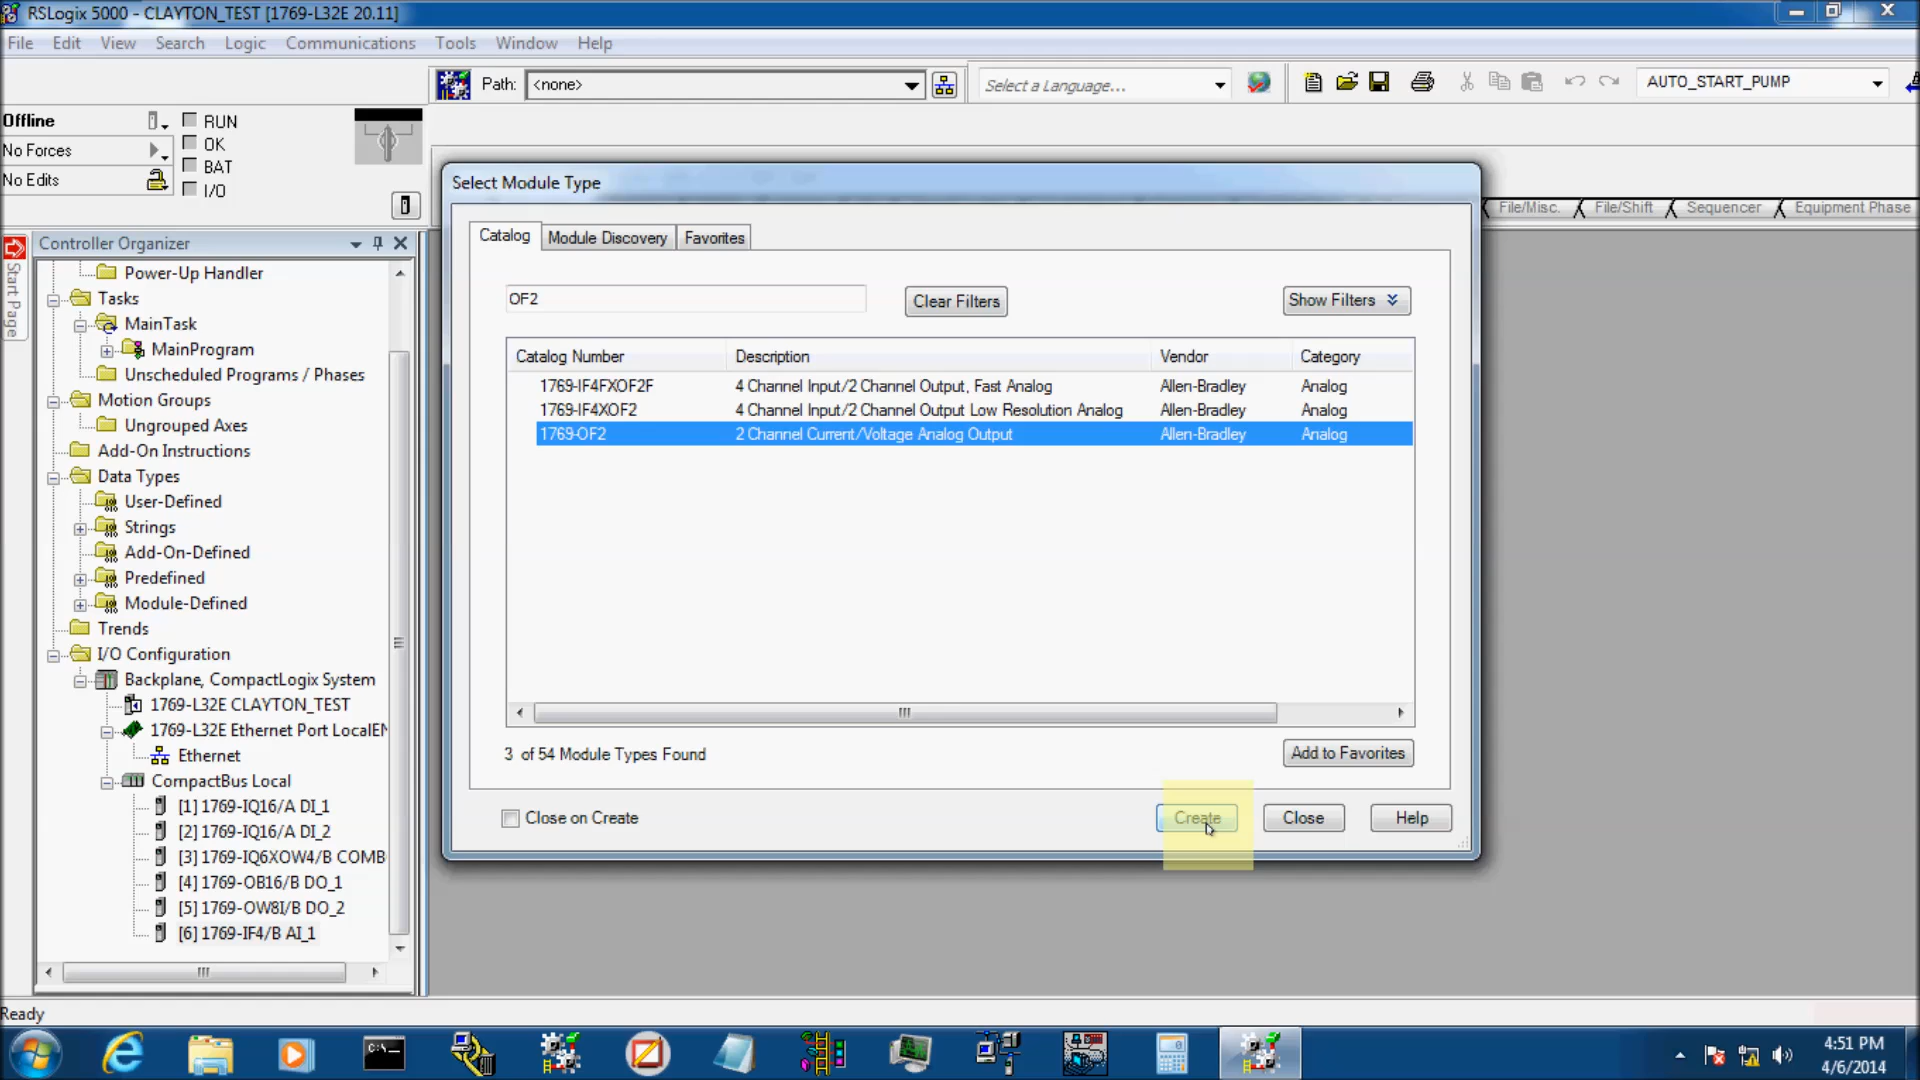 RSLogix 5000 - CLAYTON_TEST [1769-L32E 20.11]
File Edit View Search Logic Communications Tools Window Help
Path: <none> Select a Language... AUTO_START_PUMP
Offline RUN
OK
No Forces
BAT
No Edits
I/O
File/Misc. File/Shift Sequencer Equipment Phase
Start Page
Controller Organizer
Power-Up Handler
Tasks
MainTask
MainProgram
Unscheduled Programs / Phases
Motion Groups
Ungrouped Axes
Add-On Instructions
Data Types
User-Defined
Strings
Add-On-Defined
Predefined
Module-Defined
Trends
I/O Configuration
Backplane, CompactLogix System
1769-L32E CLAYTON_TEST
1769-L32E Ethernet Port LocalEN
Ethernet
CompactBus Local
[1] 1769-IQ16/A DI_1
[2] 1769-IQ16/A DI_2
[3] 1769-IQ6XOW4/B COMB
[4] 1769-OB16/B DO_1
[5] 1769-OW8I/B DO_2
[6] 1769-IF4/B AI_1
Select Module Type
Catalog Module Discovery Favorites
OF2 Clear Filters Show Filters
Catalog Number Description Vendor Category
1769-IF4FXOF2F 4 Channel Input/2 Channel Output, Fast Analog Allen-Bradley Analog
1769-IF4XOF2 4 Channel Input/2 Channel Output Low Resolution Analog Allen-Bradley Analog
1769-OF2 2 Channel Current/Voltage Analog Output Allen-Bradley Analog
3 of 54 Module Types Found Add to Favorites
Close on Create Create Close Help
Ready
4:51 PM
4/6/2014